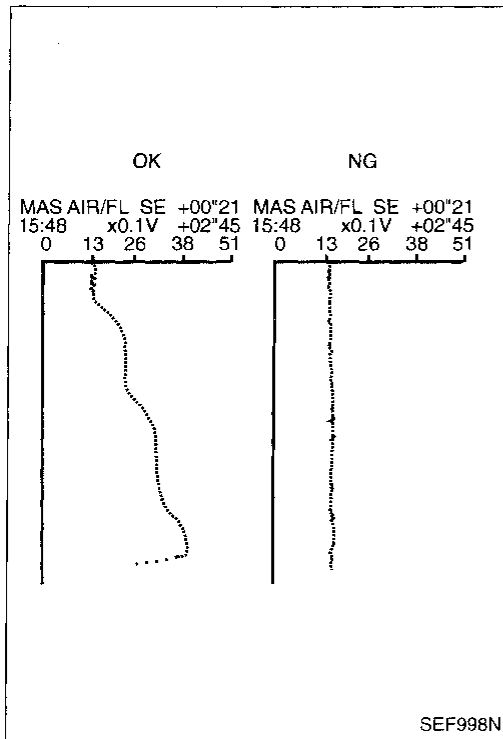 OK
MAS AIR/FL SE +00"21
15:48 x0.1V +02"45
0 13 26 38 51
NG
MAS AIR/FL SE +00"21
15:48 x0.1V +02"45
0 13 26 38 51
SEF998N